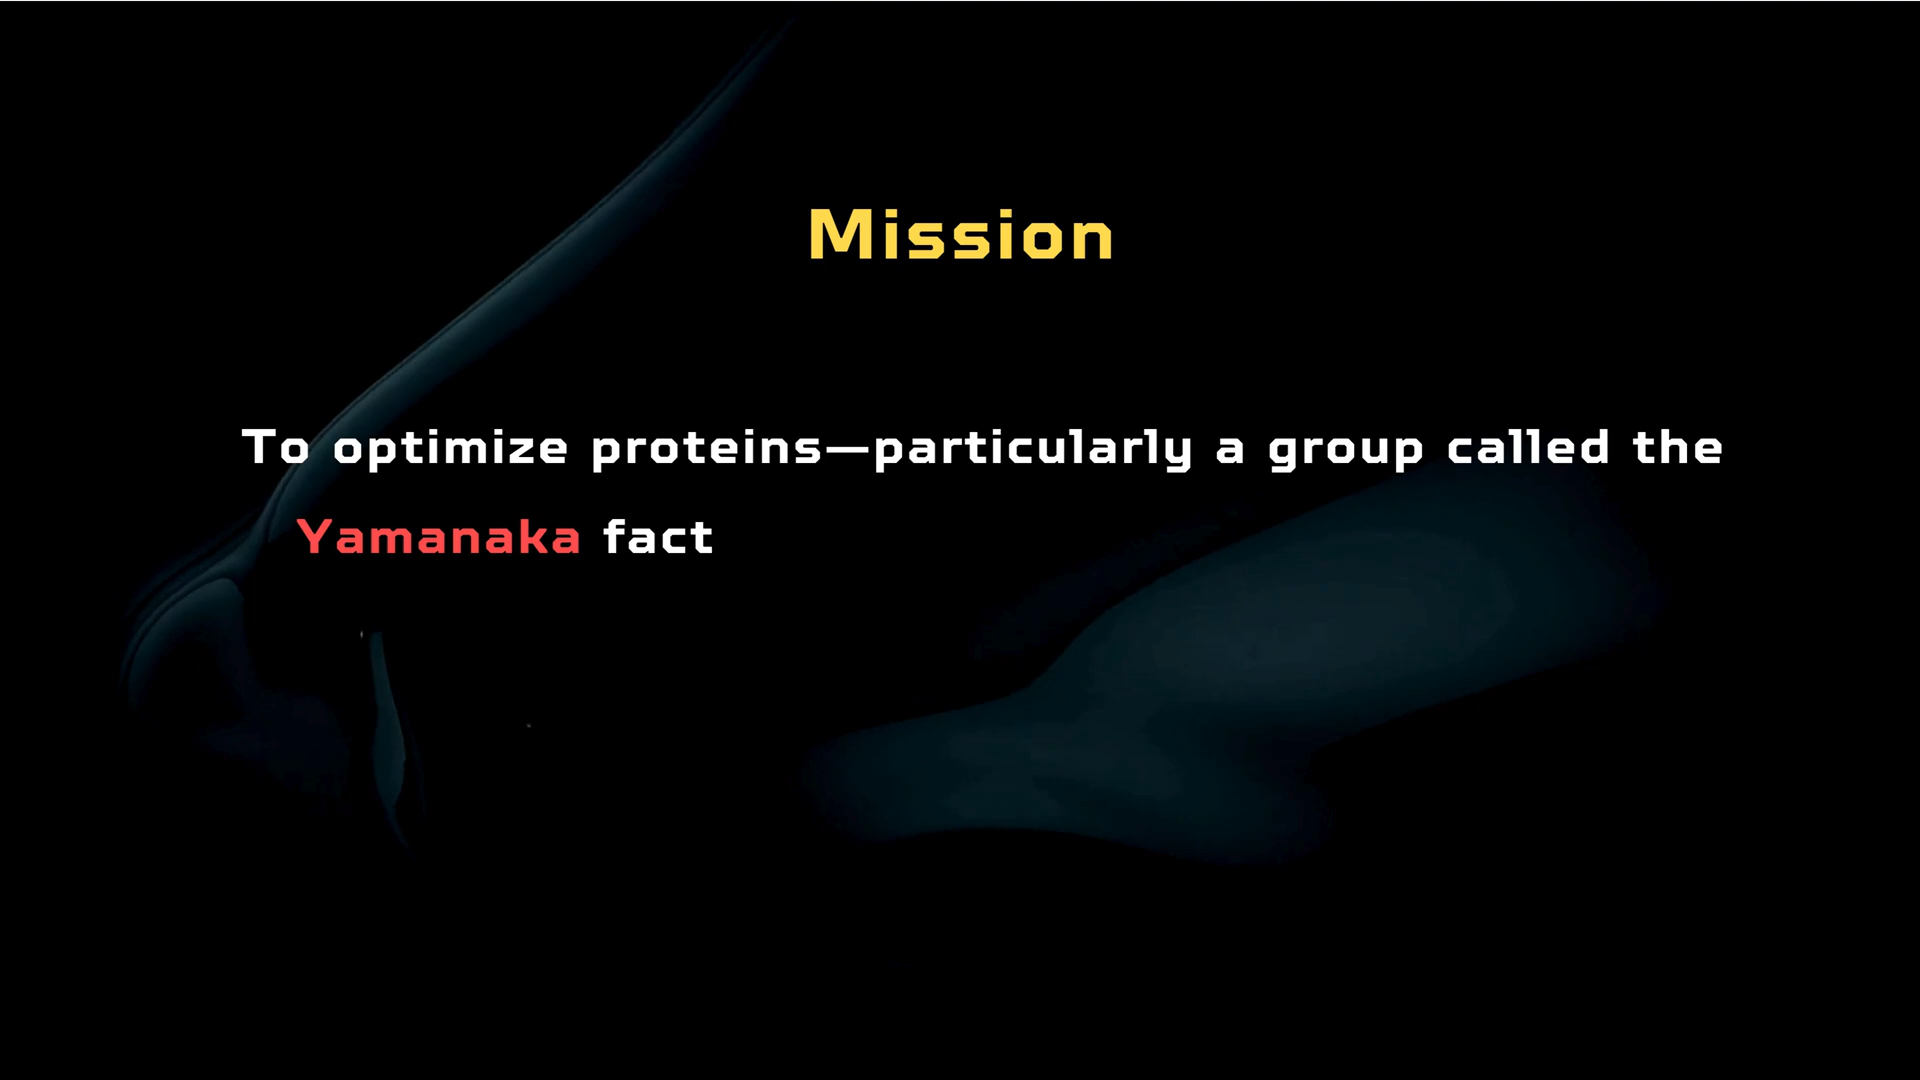 Mission
To optimize proteins—particularly a group called the
Yamanaka fact